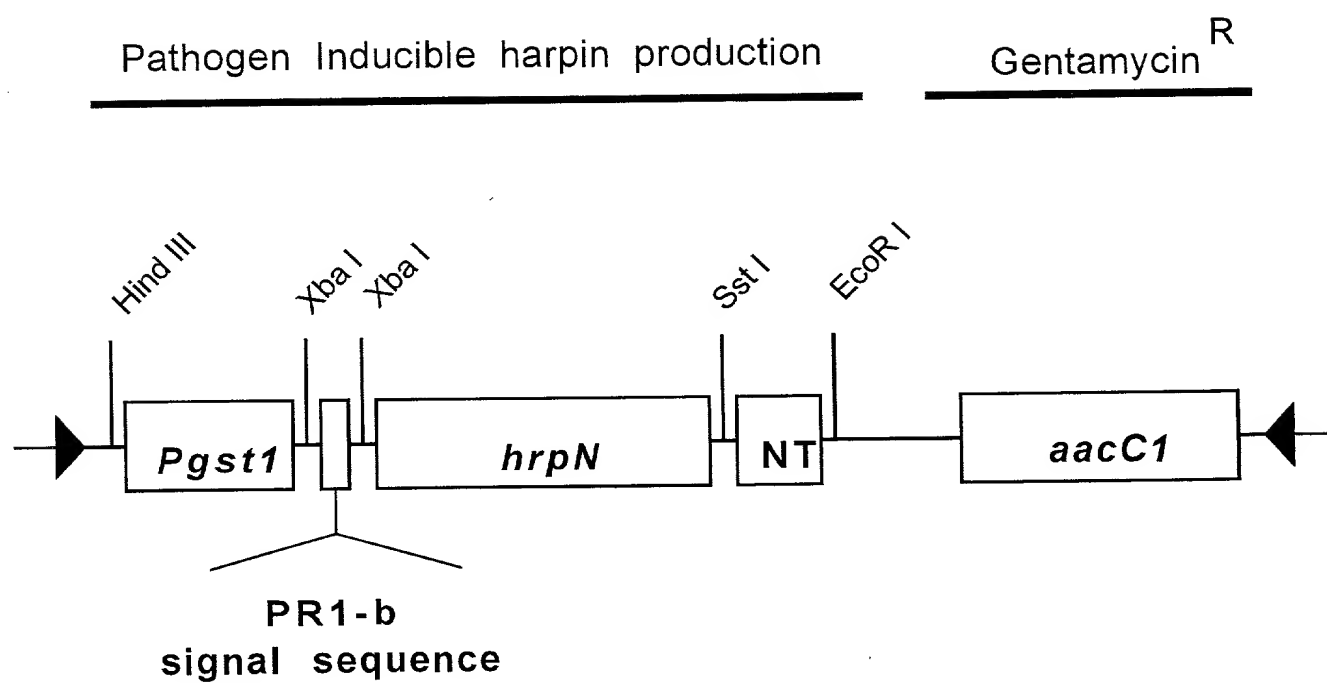 Pathogen Inducible harpin production
Gentamycin R
Hind III
Xba I
Xba I
Sst I
EcoR I
Pgst1
hrpN
NT
aacC1
PR1-b
signal sequence